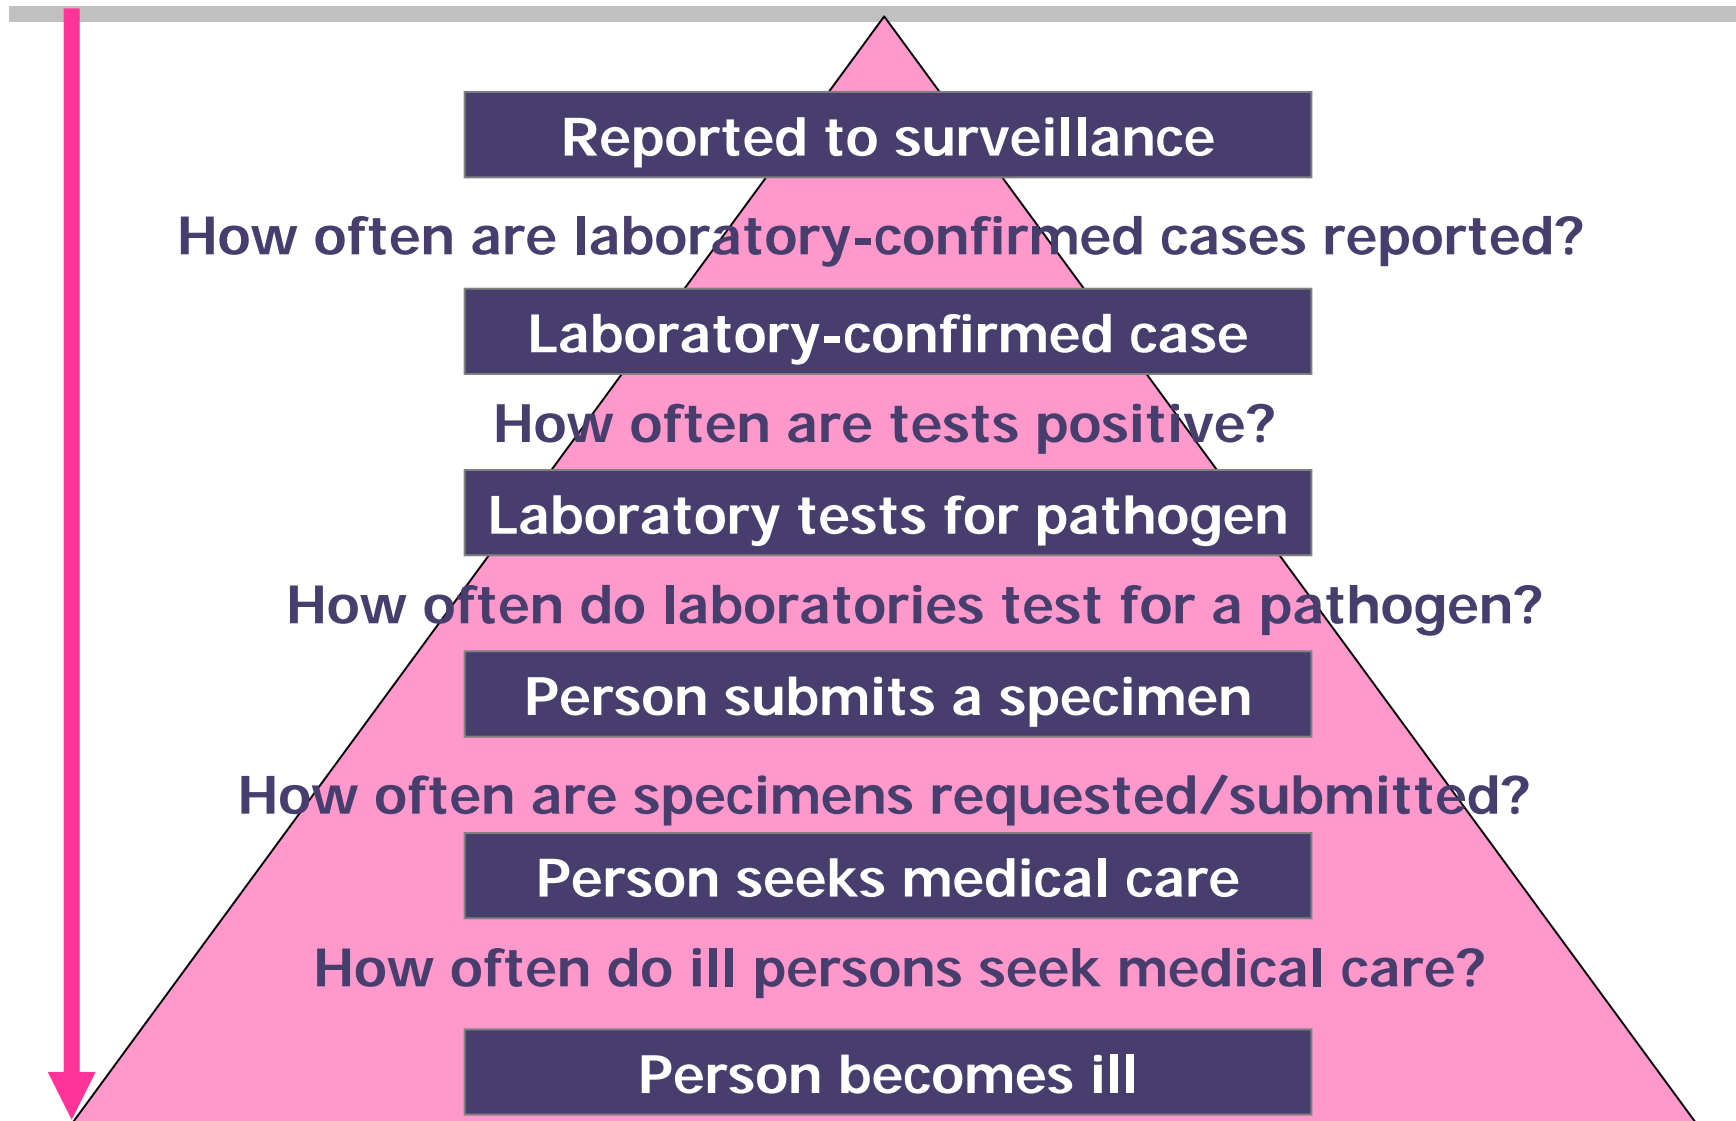 Reported to surveillance
How often are laboratory-confirmed cases reported?
Laboratory-confirmed case
How often are tests positive?
Laboratory tests for pathogen
How often do laboratories test for a pathogen?
Person submits a specimen
How often are specimens requested/submitted?
Person seeks medical care
How often do ill persons seek medical care?
Person becomes ill